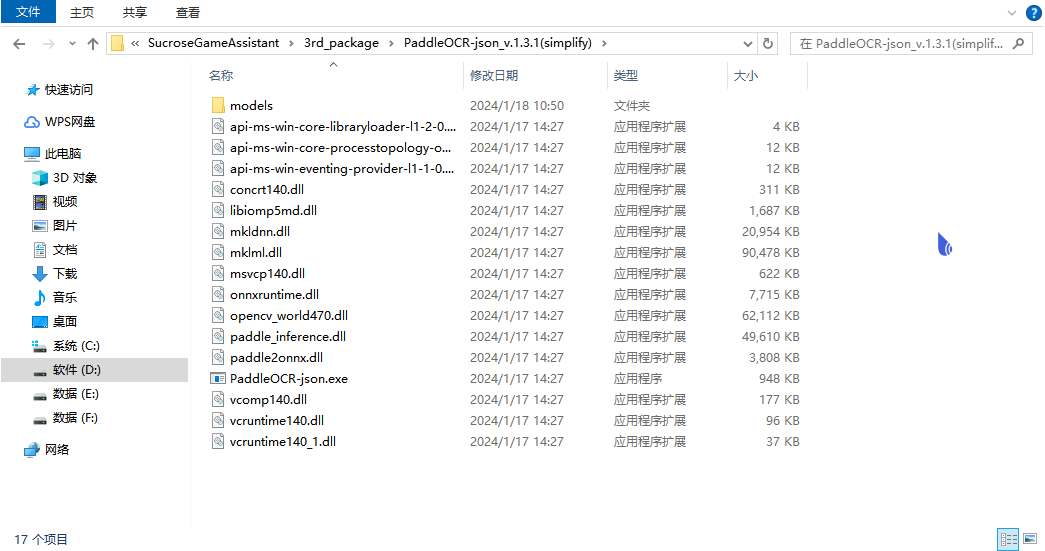 文件 主页 共享 查看
« SucroseGameAssistant › 3rd_package › PaddleOCR-json_v.1.3.1(simplify) › 在 PaddleOCR-json_v.1.3.1(simplif...
名称 修改日期 类型 大小
快速访问
WPS网盘
此电脑
3D 对象
视频
图片
文档
下载
音乐
桌面
系统 (C:)
软件 (D:)
数据 (E:)
数据 (F:)
网络
models 2024/1/18 10:50 文件夹
api-ms-win-core-libraryloader-l1-2-0.... 2024/1/17 14:27 应用程序扩展 4 KB
api-ms-win-core-processtopology-o... 2024/1/17 14:27 应用程序扩展 12 KB
api-ms-win-eventing-provider-l1-1-0.... 2024/1/17 14:27 应用程序扩展 12 KB
concrt140.dll 2024/1/17 14:27 应用程序扩展 311 KB
libiomp5md.dll 2024/1/17 14:27 应用程序扩展 1,687 KB
mkldnn.dll 2024/1/17 14:27 应用程序扩展 20,954 KB
mklml.dll 2024/1/17 14:27 应用程序扩展 90,478 KB
msvcp140.dll 2024/1/17 14:27 应用程序扩展 622 KB
onnxruntime.dll 2024/1/17 14:27 应用程序扩展 7,715 KB
opencv_world470.dll 2024/1/17 14:27 应用程序扩展 62,112 KB
paddle_inference.dll 2024/1/17 14:27 应用程序扩展 49,610 KB
paddle2onnx.dll 2024/1/17 14:27 应用程序扩展 3,808 KB
PaddleOCR-json.exe 2024/1/17 14:27 应用程序 948 KB
vcomp140.dll 2024/1/17 14:27 应用程序扩展 177 KB
vcruntime140.dll 2024/1/17 14:27 应用程序扩展 96 KB
vcruntime140_1.dll 2024/1/17 14:27 应用程序扩展 37 KB
17 个项目